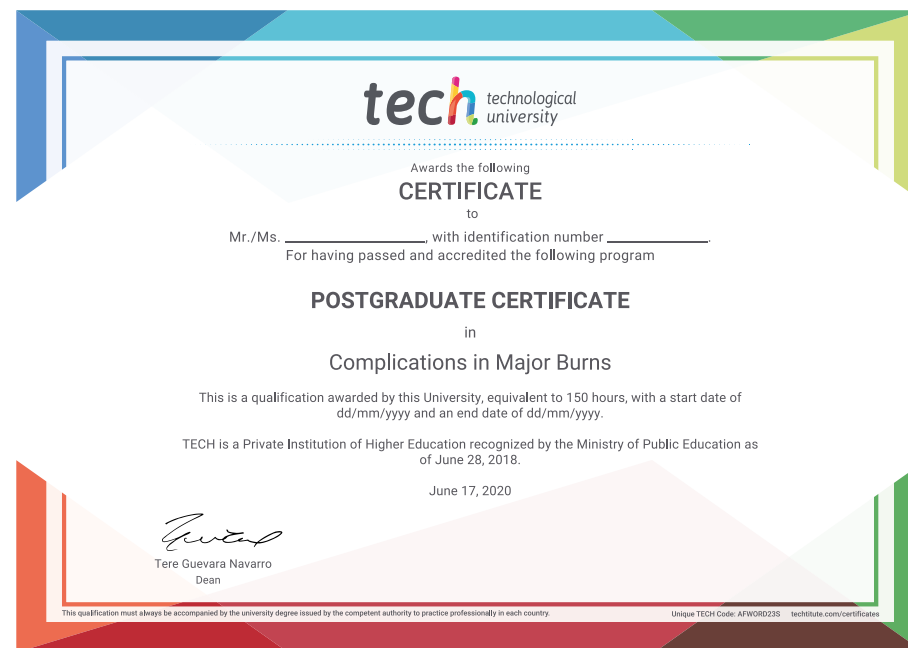 tech technological
university
Awards the following
CERTIFICATE
to
Mr./Ms. ____________________, with identification number ______________.
For having passed and accredited the following program
POSTGRADUATE CERTIFICATE
in
Complications in Major Burns
This is a qualification awarded by this University, equivalent to 150 hours, with a start date of
dd/mm/yyyy and an end date of dd/mm/yyyy.
TECH is a Private Institution of Higher Education recognized by the Ministry of Public Education as
of June 28, 2018.
June 17, 2020
Tere Guevara Navarro
Dean
This qualification must always be accompanied by the university degree issued by the competent authority to practice professionally in each country.
Unique TECH Code: AFWORD23S techtitute.com/certificates